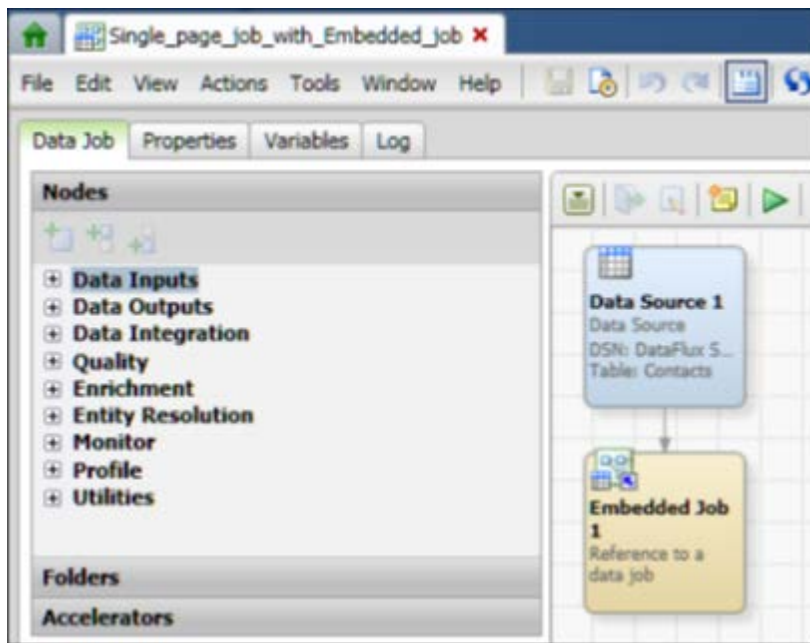 Single_page_job_with_Embedded_job
File Edit View Actions Tools Window Help
Data Job Properties Variables Log
Nodes
Data Inputs
Data Outputs
Data Integration
Quality
Enrichment
Entity Resolution
Monitor
Profile
Utilities
Folders
Accelerators
Data Source 1
Data Source
DSN: DataFlux S...
Table: Contacts
Embedded Job
1
Reference to a
data job